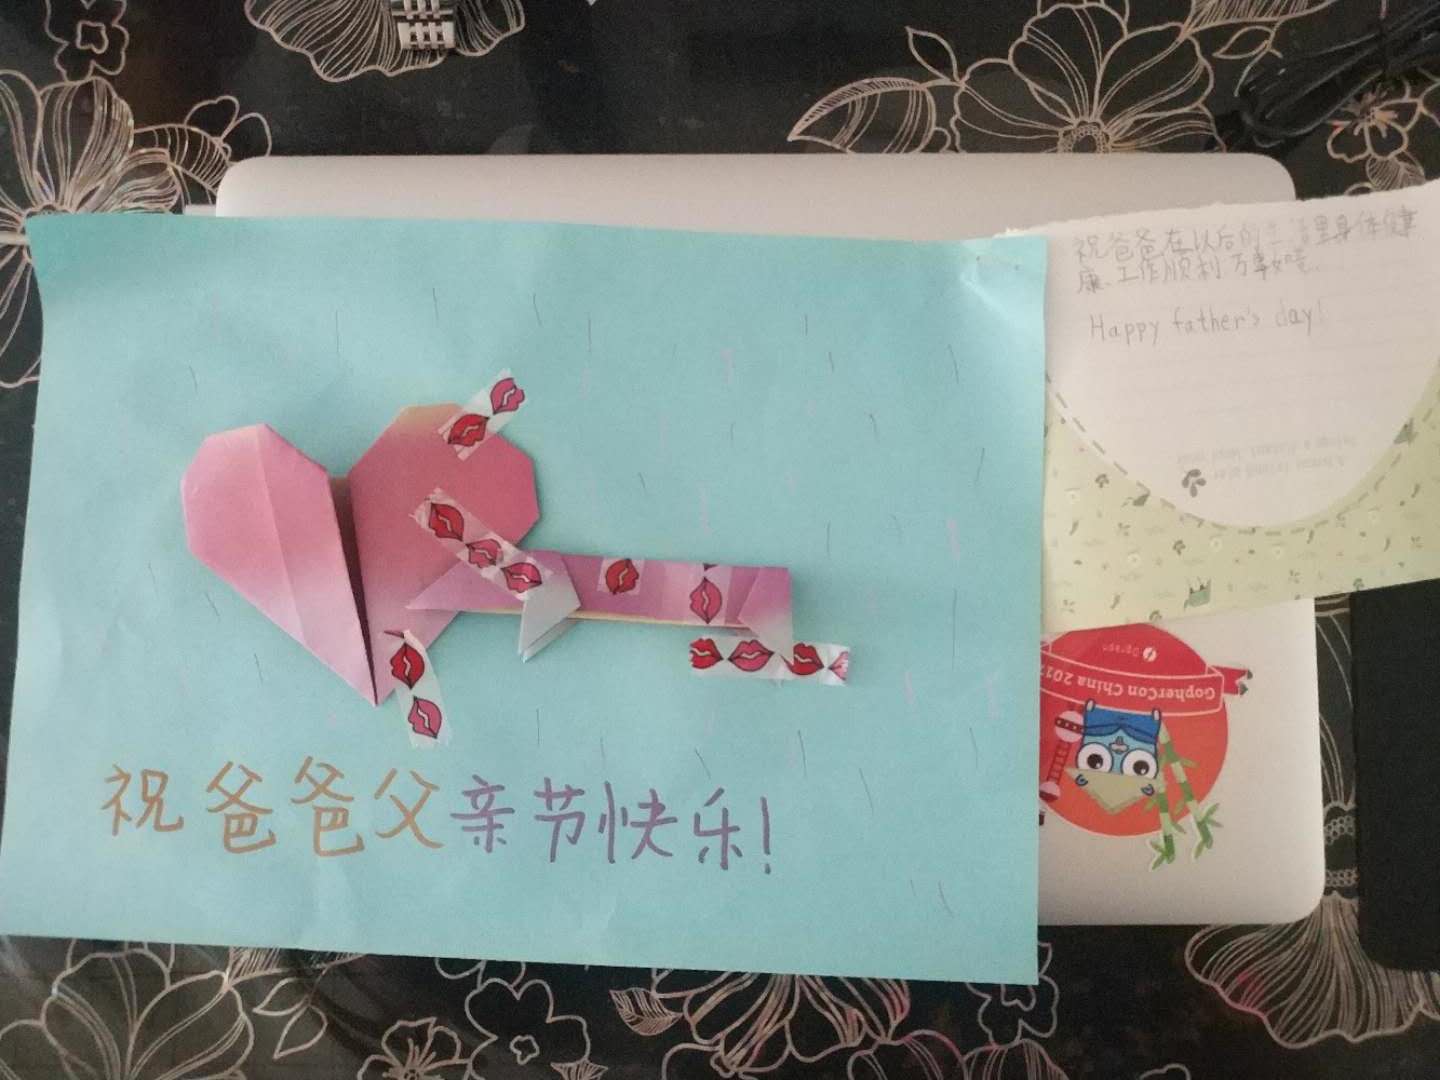 祝爸爸父亲节快乐！
祝爸爸在以后的生活里身体健
康、工作顺利万事如意.
Happy father's day!
Dgraph
GopherCon China 201